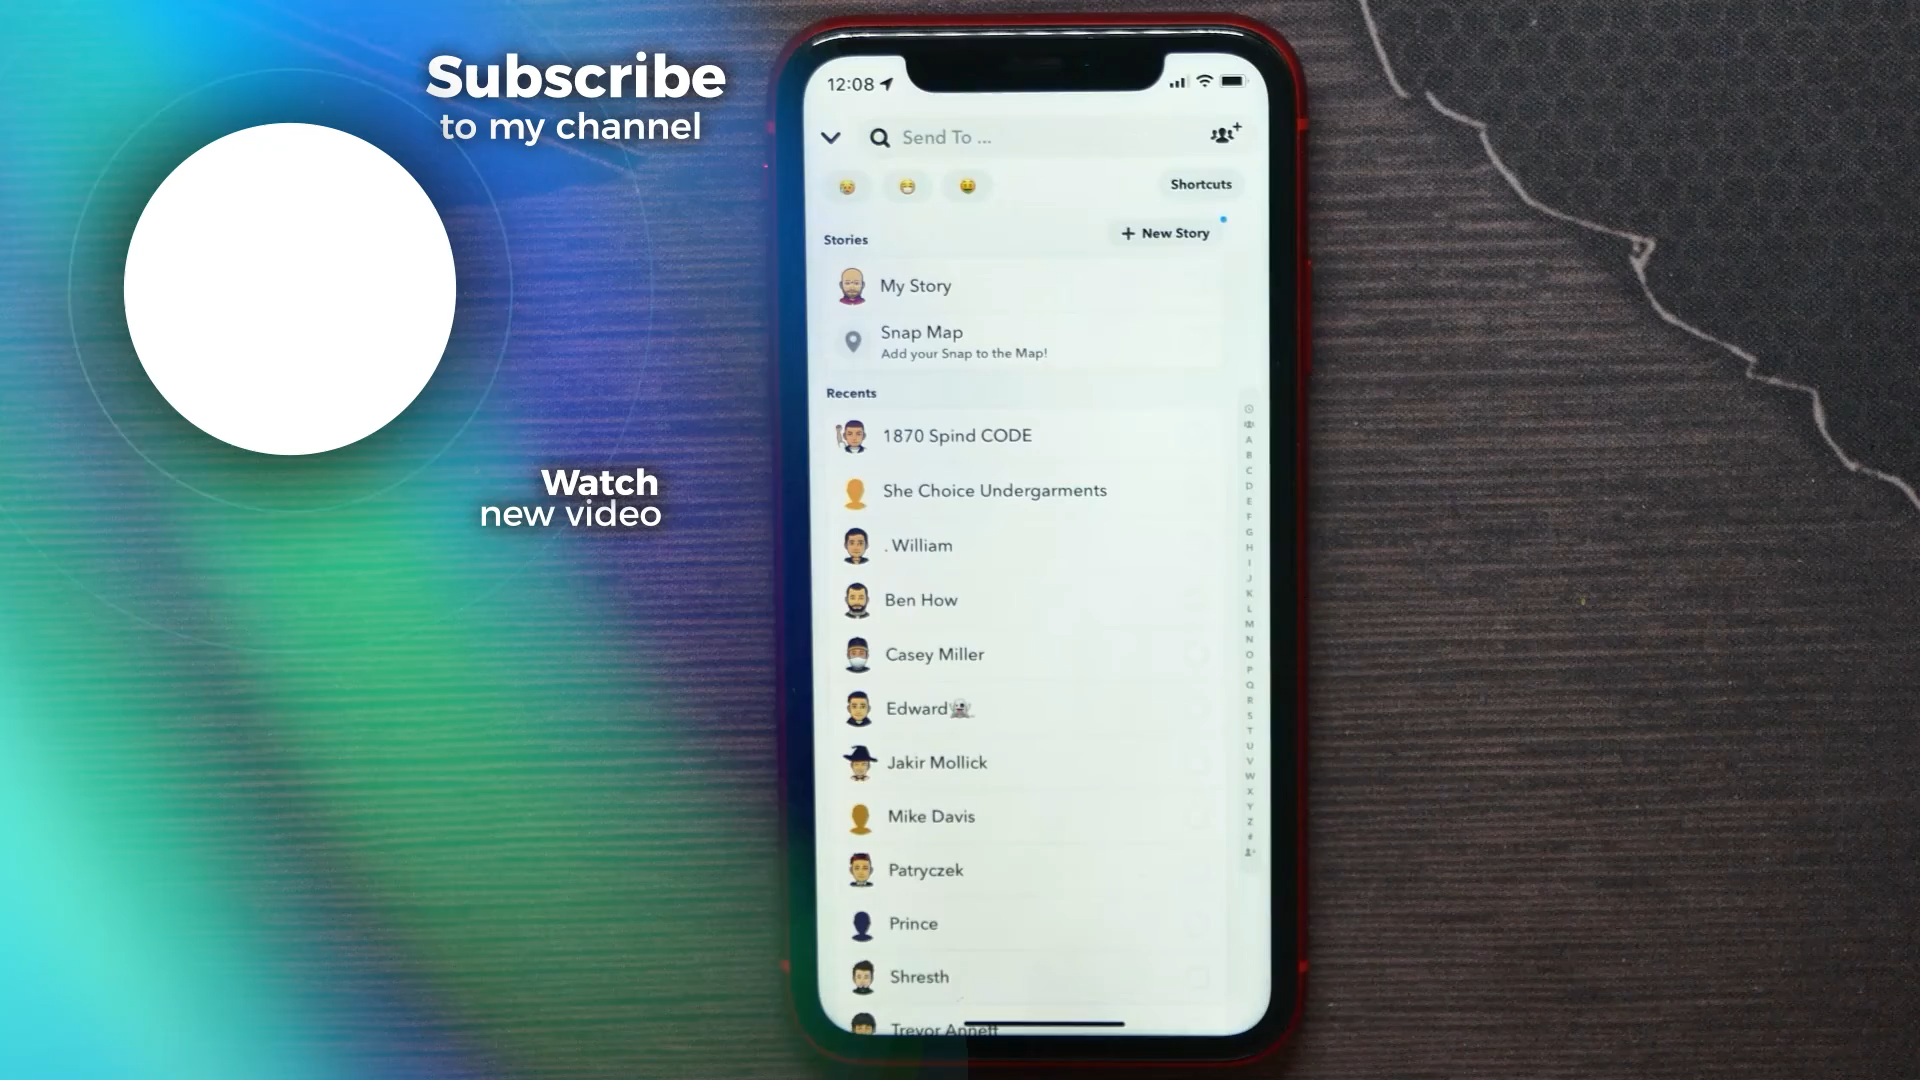 Subscribe
to my channel
Watch
new video
12:08
Send To ...
Shortcuts
Stories
+ New Story
My Story
Snap Map
Add your Snap to the Map!
Recents
1870 Spind CODE
She Choice Undergarments
. William
Ben How
Casey Miller
Edward
Jakir Mollick
Mike Davis
Patryczek
Prince
Shresth
Trevor Annett
A
B
C
D
E
F
G
H
I
J
K
L
M
N
O
P
Q
R
S
T
U
V
W
X
Y
Z
#